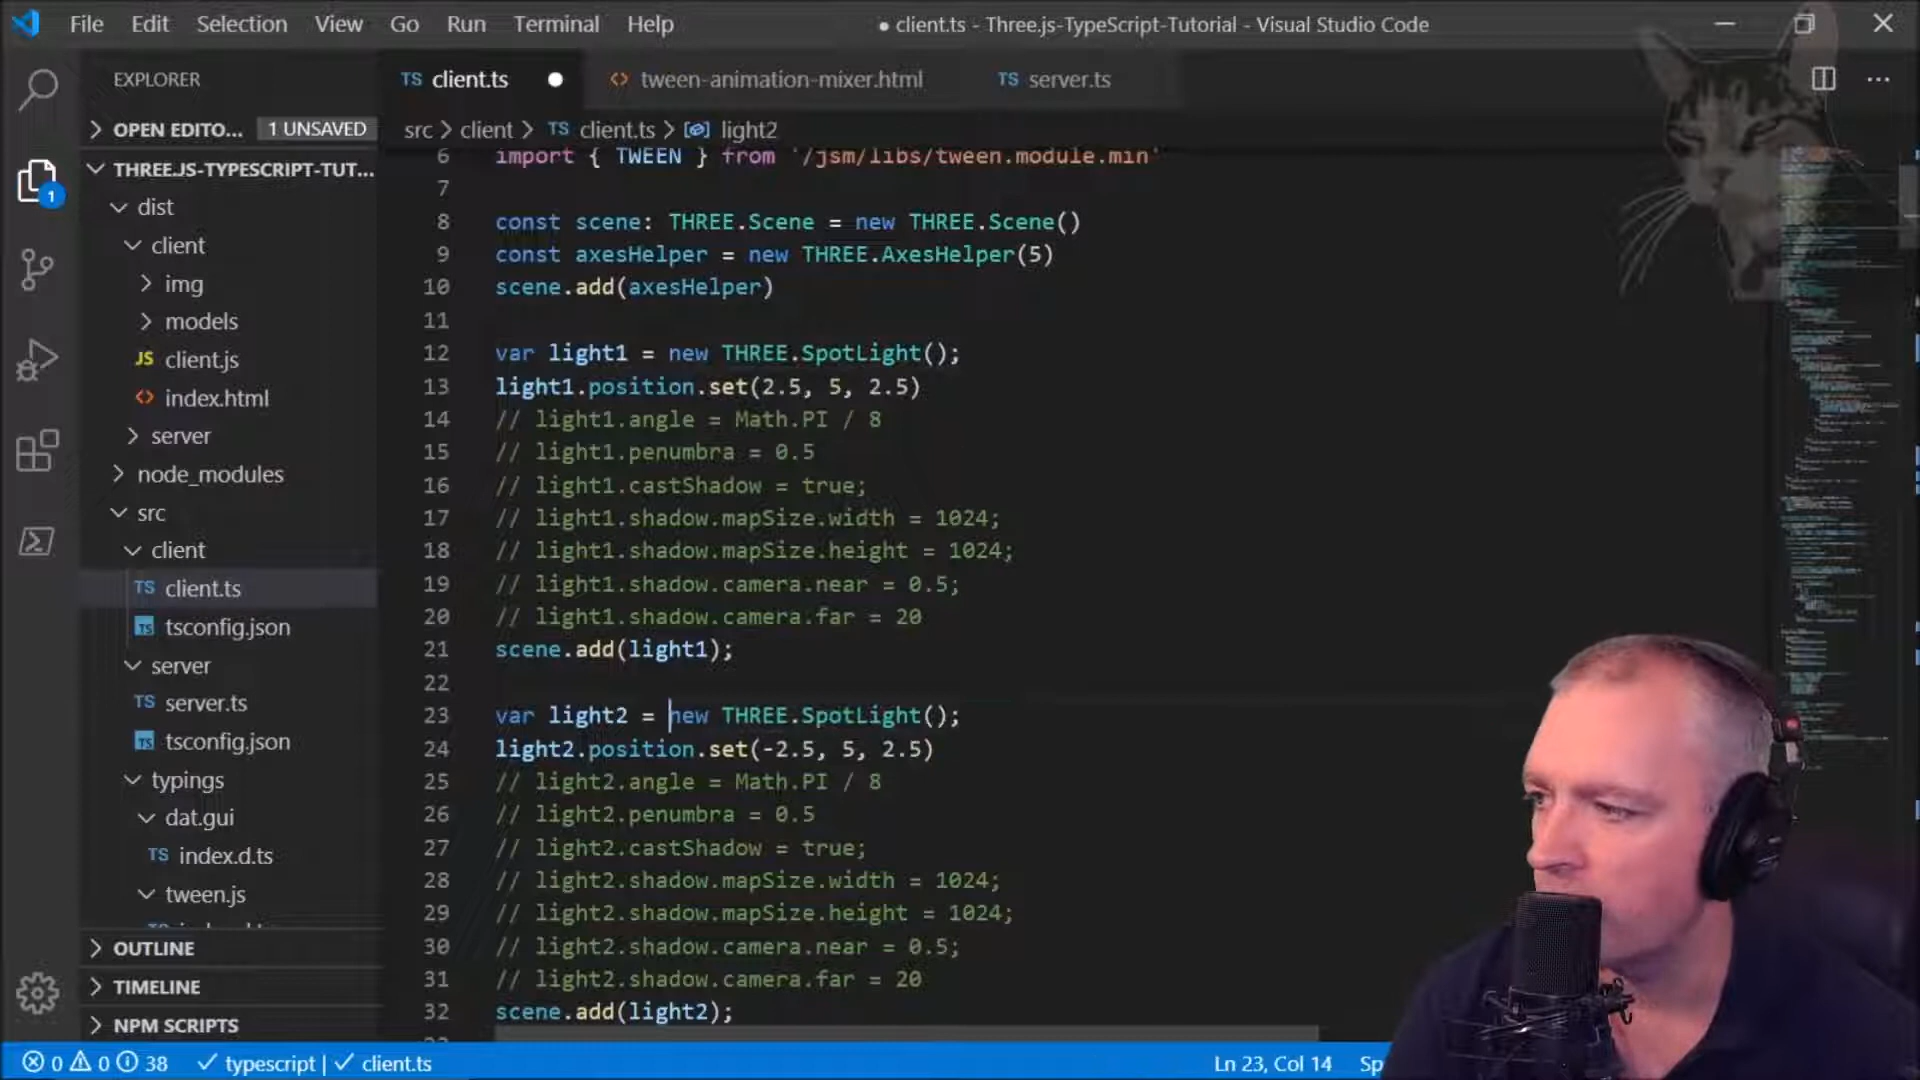 File Edit Selection View Go Run Terminal Help ● client.ts - Three.js-TypeScript-Tutorial - Visual Studio Code
EXPLORER
OPEN EDITO... 1 UNSAVED
THREE.JS-TYPESCRIPT-TUT...
dist
client
img
models
JS client.js
<> index.html
server
node_modules
src
client
TS client.ts
TS tsconfig.json
server
TS server.ts
TS tsconfig.json
typings
dat.gui
TS index.d.ts
tween.js
OUTLINE
TIMELINE
NPM SCRIPTS
1
TS client.ts ● <> tween-animation-mixer.html TS server.ts
src > client > TS client.ts > light2
6 import { TWEEN } from '/jsm/libs/tween.module.min'
7
8 const scene: THREE.Scene = new THREE.Scene()
9 const axesHelper = new THREE.AxesHelper(5)
10 scene.add(axesHelper)
11
12 var light1 = new THREE.SpotLight();
13 light1.position.set(2.5, 5, 2.5)
14 // light1.angle = Math.PI / 8
15 // light1.penumbra = 0.5
16 // light1.castShadow = true;
17 // light1.shadow.mapSize.width = 1024;
18 // light1.shadow.mapSize.height = 1024;
19 // light1.shadow.camera.near = 0.5;
20 // light1.shadow.camera.far = 20
21 scene.add(light1);
22
23 var light2 = new THREE.SpotLight();
24 light2.position.set(-2.5, 5, 2.5)
25 // light2.angle = Math.PI / 8
26 // light2.penumbra = 0.5
27 // light2.castShadow = true;
28 // light2.shadow.mapSize.width = 1024;
29 // light2.shadow.mapSize.height = 1024;
30 // light2.shadow.camera.near = 0.5;
31 // light2.shadow.camera.far = 20
32 scene.add(light2);
0 0 38 typescript | client.ts Ln 23, Col 14 Sp